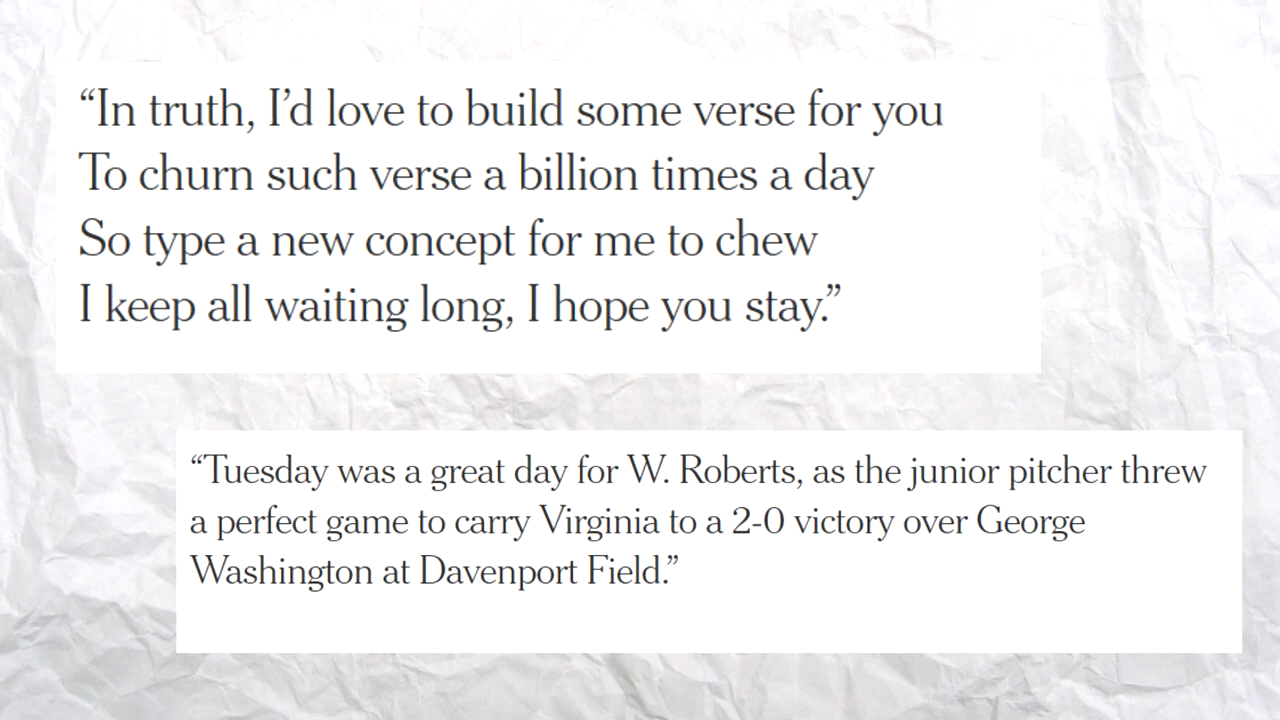 “In truth, I’d love to build some verse for you
To churn such verse a billion times a day
So type a new concept for me to chew
I keep all waiting long, I hope you stay.”
“Tuesday was a great day for W. Roberts, as the junior pitcher threw
a perfect game to carry Virginia to a 2-0 victory over George
Washington at Davenport Field.”